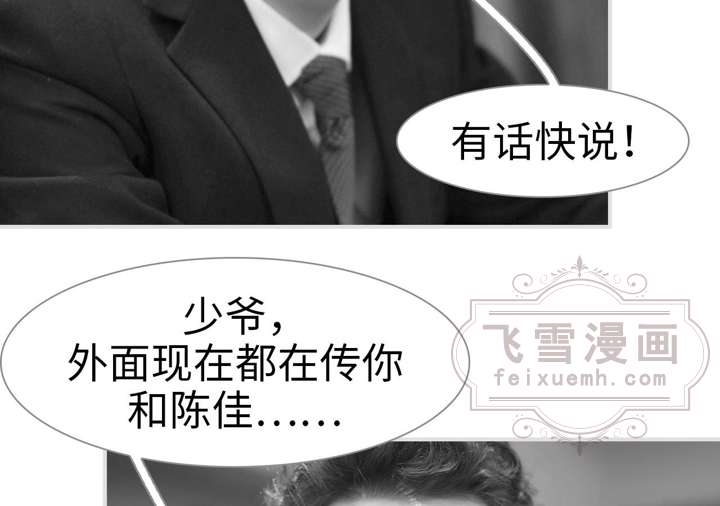 有话快说！
少爷，
外面现在都在传你
和陈佳……
飞雪漫画
feixuemh.com